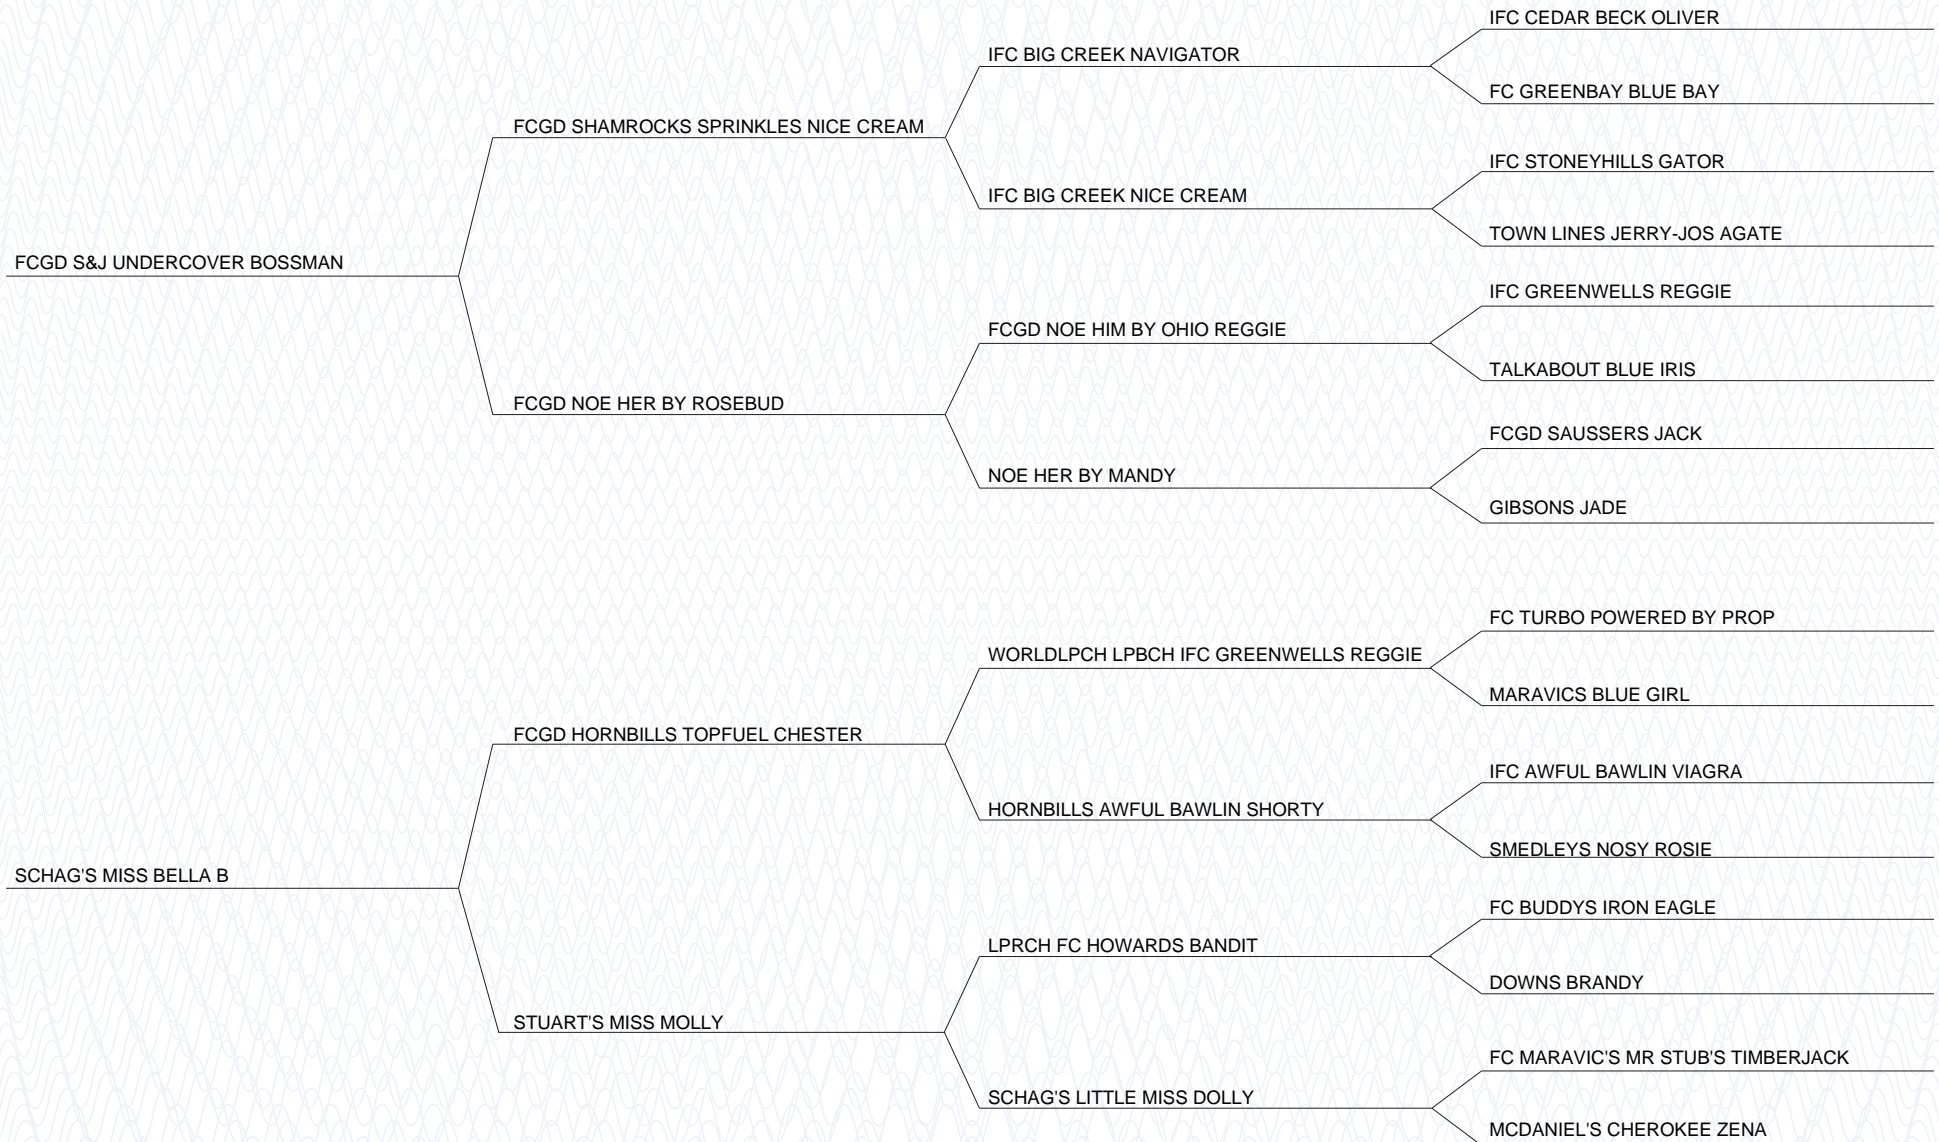 IFC CEDAR BECK OLIVER
IFC BIG CREEK NAVIGATOR
FC GREENBAY BLUE BAY
FCGD SHAMROCKS SPRINKLES NICE CREAM
IFC STONEYHILLS GATOR
IFC BIG CREEK NICE CREAM
TOWN LINES JERRY-JOS AGATE
FCGD S&J UNDERCOVER BOSSMAN
IFC GREENWELLS REGGIE
FCGD NOE HIM BY OHIO REGGIE
TALKABOUT BLUE IRIS
FCGD NOE HER BY ROSEBUD
FCGD SAUSSERS JACK
NOE HER BY MANDY
GIBSONS JADE
FC TURBO POWERED BY PROP
WORLDLPCH LPBCH IFC GREENWELLS REGGIE
MARAVICS BLUE GIRL
FCGD HORNBILLS TOPFUEL CHESTER
IFC AWFUL BAWLIN VIAGRA
HORNBILLS AWFUL BAWLIN SHORTY
SMEDLEYS NOSY ROSIE
SCHAG'S MISS BELLA B
FC BUDDYS IRON EAGLE
LPRCH FC HOWARDS BANDIT
DOWNS BRANDY
STUART'S MISS MOLLY
FC MARAVIC'S MR STUB'S TIMBERJACK
SCHAG'S LITTLE MISS DOLLY
MCDANIEL'S CHEROKEE ZENA